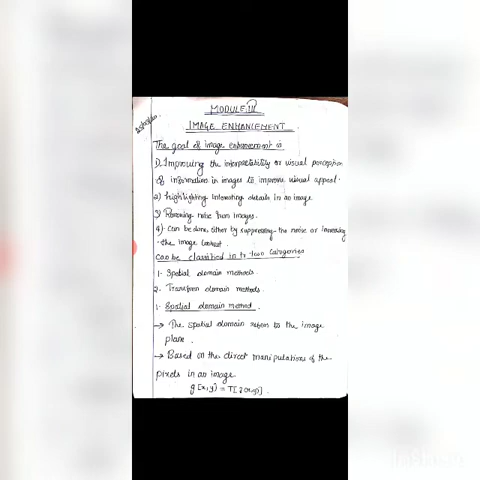 MODULE:III
IMAGE ENHANCEMENT
The goal of image enhancement is
1). Improving the interpretability or visual perception
of information in images to improve visual appeal.
2) highlighting interesting details in an image
3) Removing noise from images.
4) can be done either by suppressing the noise or increasing
the image contrast.
can be classified in to two categories
1. Spatial domain methods.
2. Transform domain methods.
1. Spatial domain method.
→ The spatial domain refers to the image
plane.
→ Based on the direct manipulations of the
pixels in an image.
g[x,y] = T[